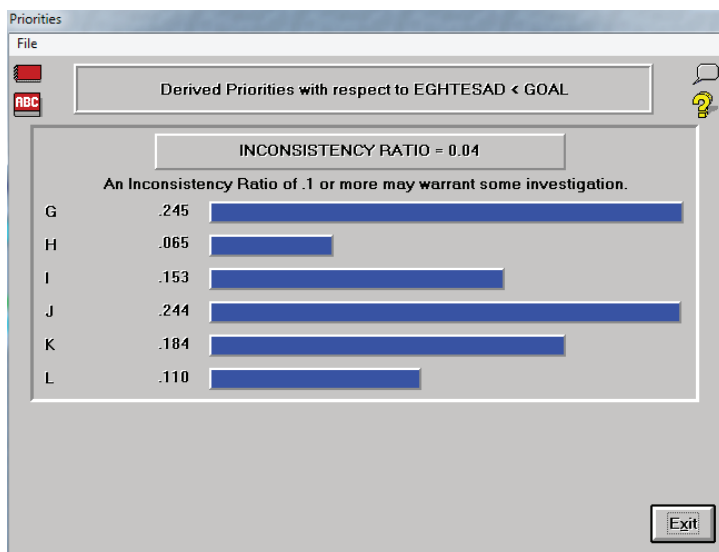 Priorities
File
ABC
Derived Priorities with respect to EGHTESAD < GOAL
INCONSISTENCY RATIO = 0.04
An Inconsistency Ratio of .1 or more may warrant some investigation.
G .245
H .065
I .153
J .244
K .184
L .110
Exit